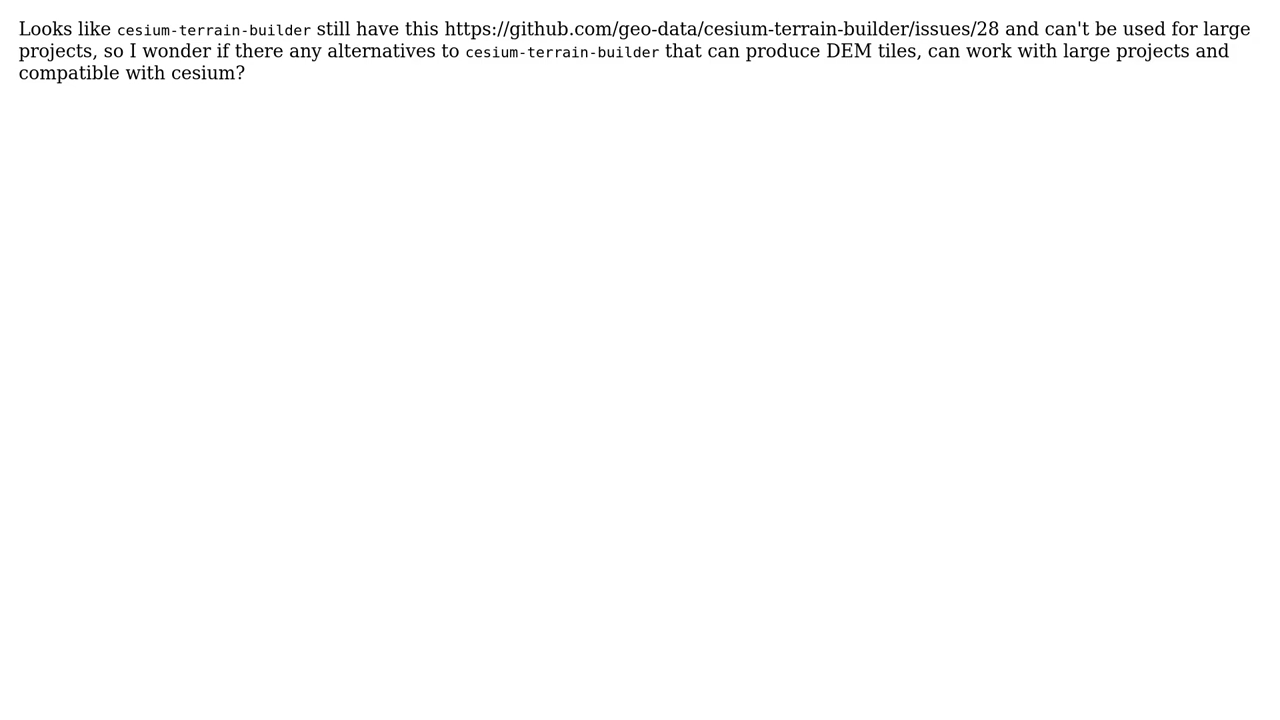 Looks like cesium-terrain-builder still have this https://github.com/geo-data/cesium-terrain-builder/issues/28 and can't be used for large
projects, so I wonder if there any alternatives to cesium-terrain-builder that can produce DEM tiles, can work with large projects and
compatible with cesium?